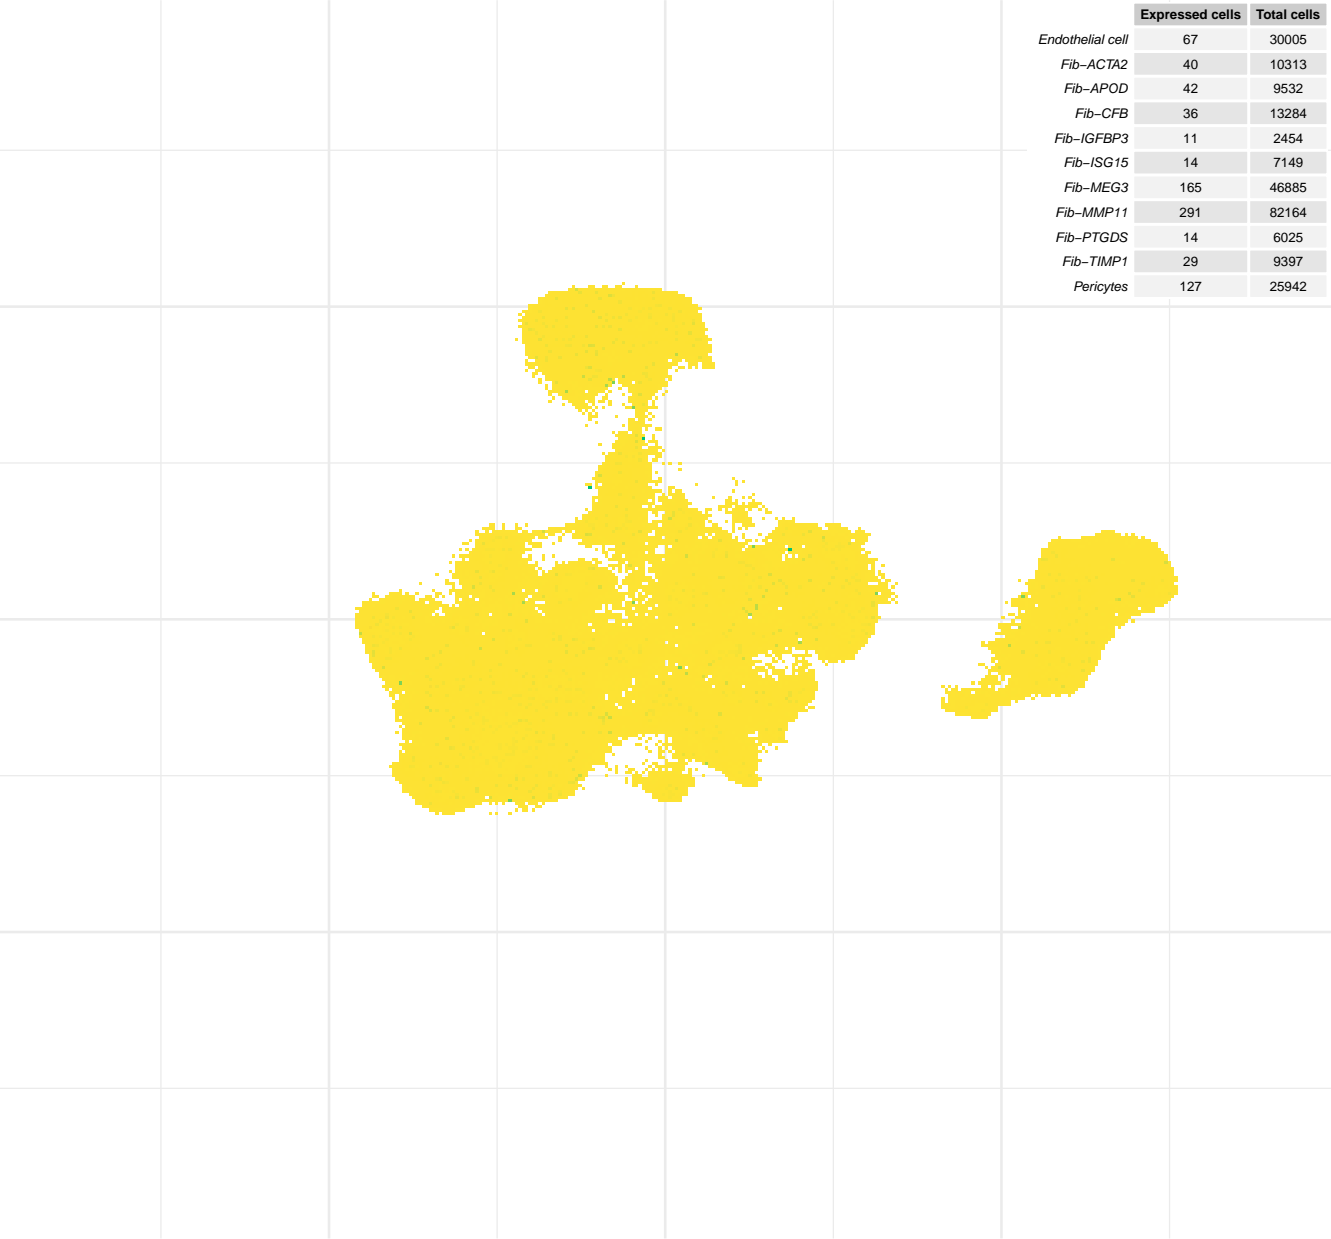 Expressed cells Total cells
Endothelial cell 67 30005
Fib−ACTA2 40 10313
Fib−APOD 42 9532
Fib−CFB 36 13284
Fib−IGFBP3 11 2454
Fib−ISG15 14 7149
Fib−MEG3 165 46885
Fib−MMP11 291 82164
Fib−PTGDS 14 6025
Fib−TIMP1 29 9397
Pericytes 127 25942